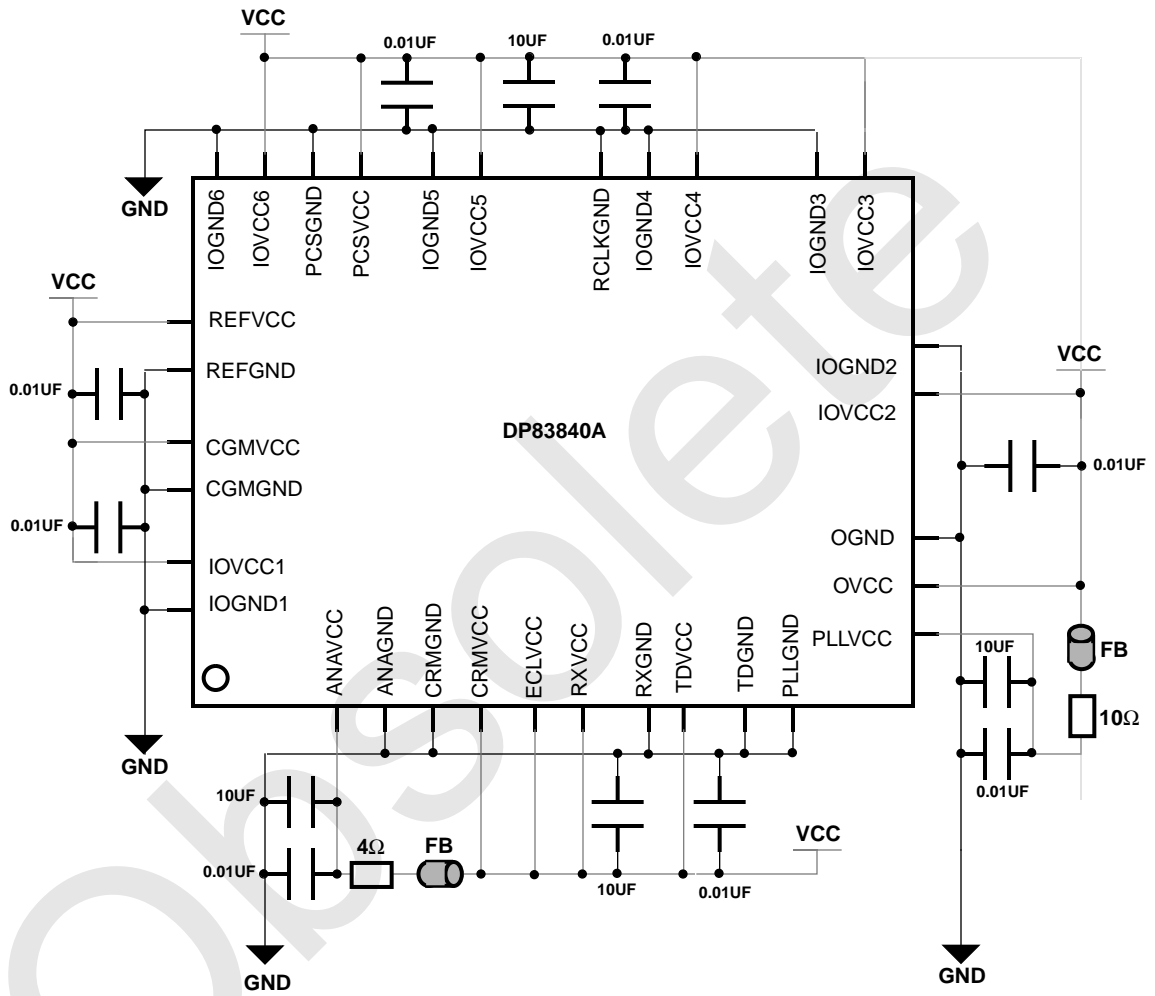 VCC
0.01UF
10UF
0.01UF
GND
IOGND6
IOVCC6
PCSGND
PCSVCC
IOGND5
IOVCC5
RCLKGND
IOGND4
IOVCC4
IOGND3
IOVCC3
VCC
REFVCC
REFGND
0.01UF
CGMVCC
CGMGND
0.01UF
IOVCC1
IOGND1
GND
DP83840A
VCC
IOGND2
IOVCC2
0.01UF
OGND
OVCC
PLLVCC
10UF
FB
10Ω
0.01UF
GND
ANAVCC
ANAGND
CRMGND
CRMVCC
ECLVCC
RXVCC
RXGND
TDVCC
TDGND
PLLGND
10UF
0.01UF
4Ω
FB
10UF
0.01UF
VCC
GND
Obsolete